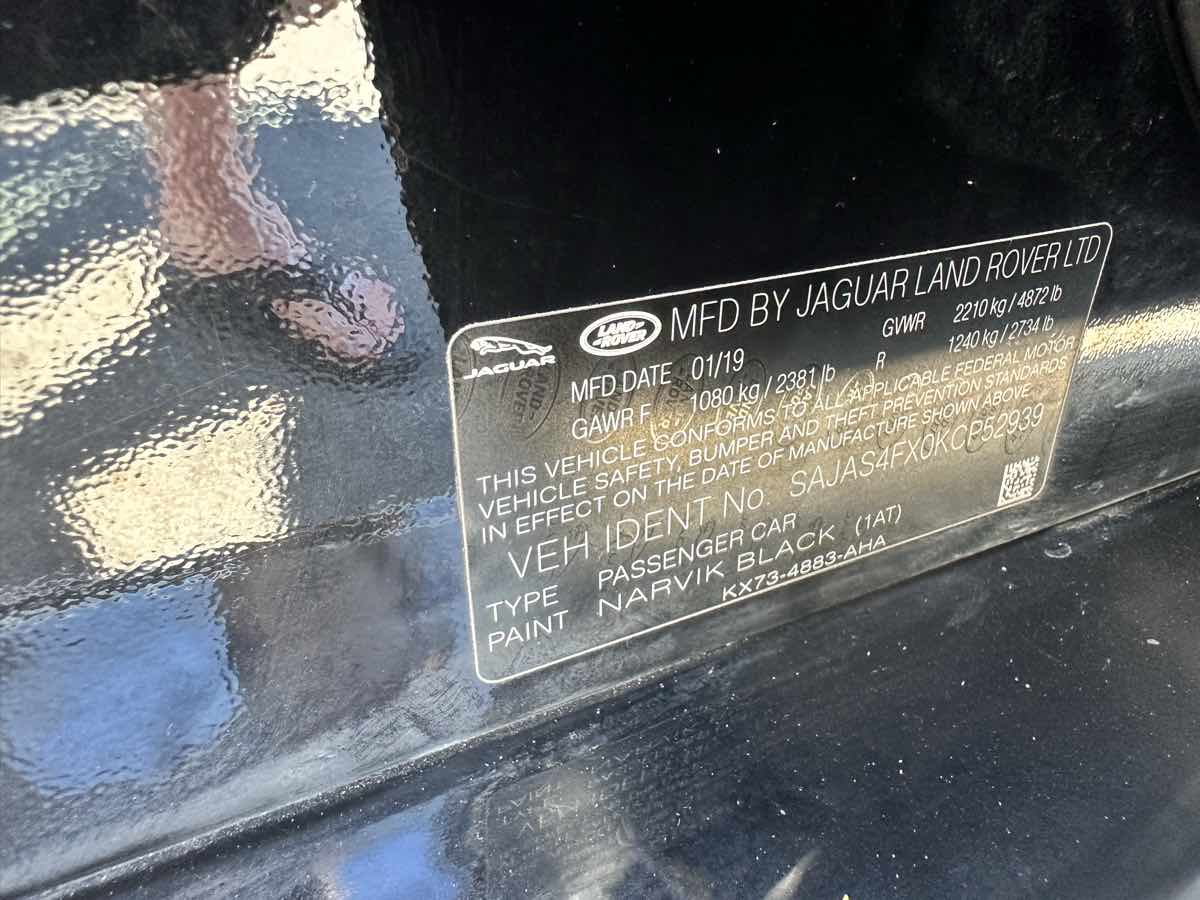 JAGUAR
LAND-
-ROVER
MFD BY JAGUAR LAND ROVER LTD
MFD DATE 01/19 GVWR 2210 kg / 4872 lb
GAWR F 1080 kg / 2381 lb R 1240 kg / 2734 lb
THIS VEHICLE CONFORMS TO ALL APPLICABLE FEDERAL MOTOR
VEHICLE SAFETY, BUMPER AND THEFT PREVENTION STANDARDS
IN EFFECT ON THE DATE OF MANUFACTURE SHOWN ABOVE
VEH IDENT No. SAJAS4FX0KCP52939
TYPE PASSENGER CAR
PAINT NARVIK BLACK (1AT)
KX73-4883-AHA